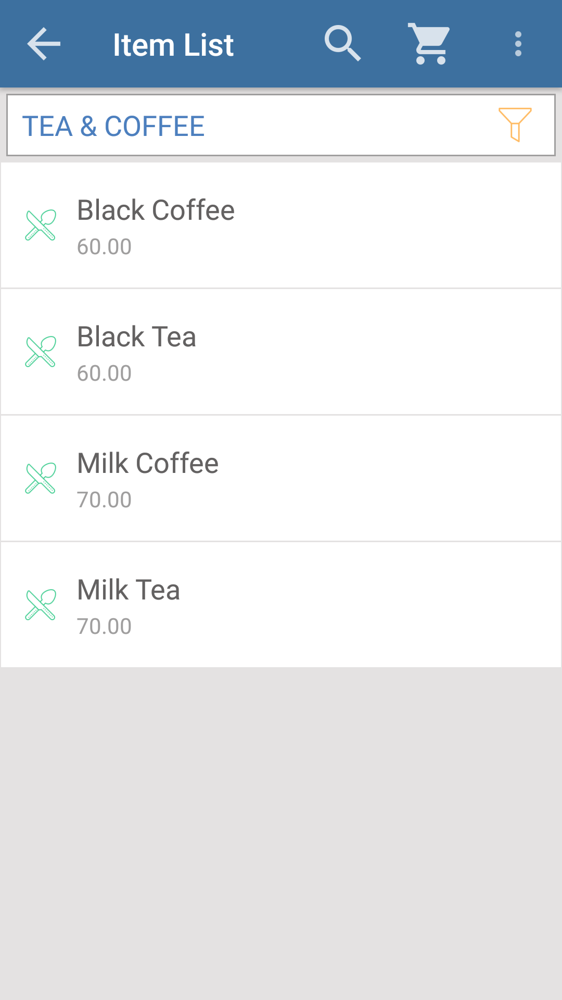 Item List
TEA & COFFEE
Black Coffee
60.00
Black Tea
60.00
Milk Coffee
70.00
Milk Tea
70.00